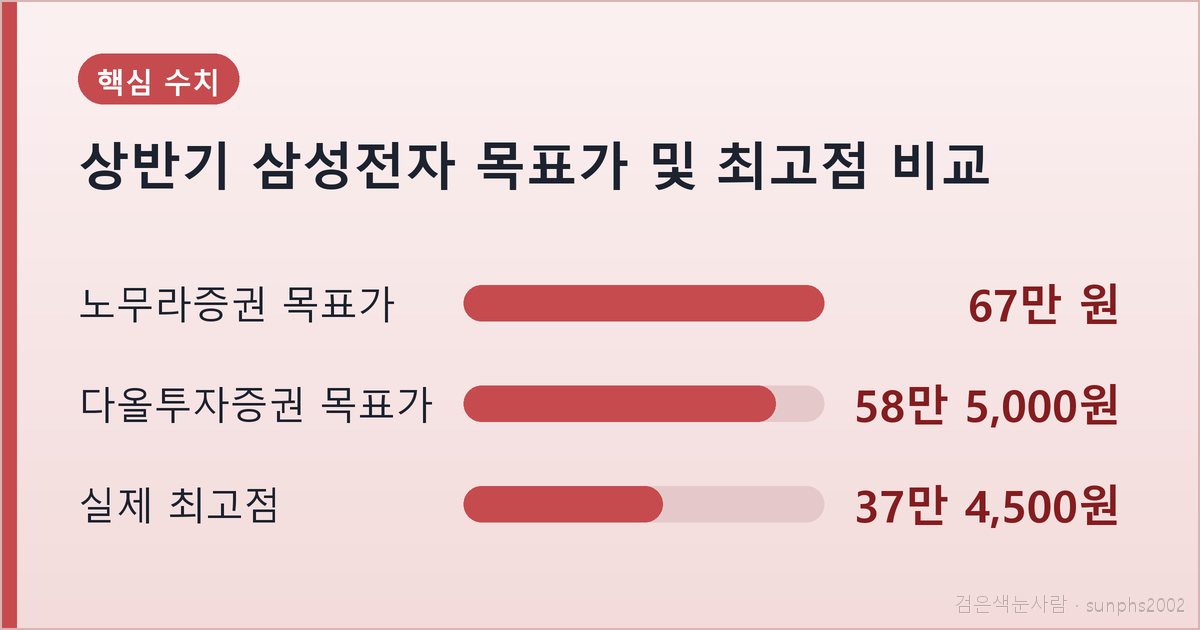 핵심 수치
상반기 삼성전자 목표가 및 최고점 비교
노무라증권 목표가 67만 원
다올투자증권 목표가 58만 5,000원
실제 최고점 37만 4,500원
검은색눈사람 · sunphs2002